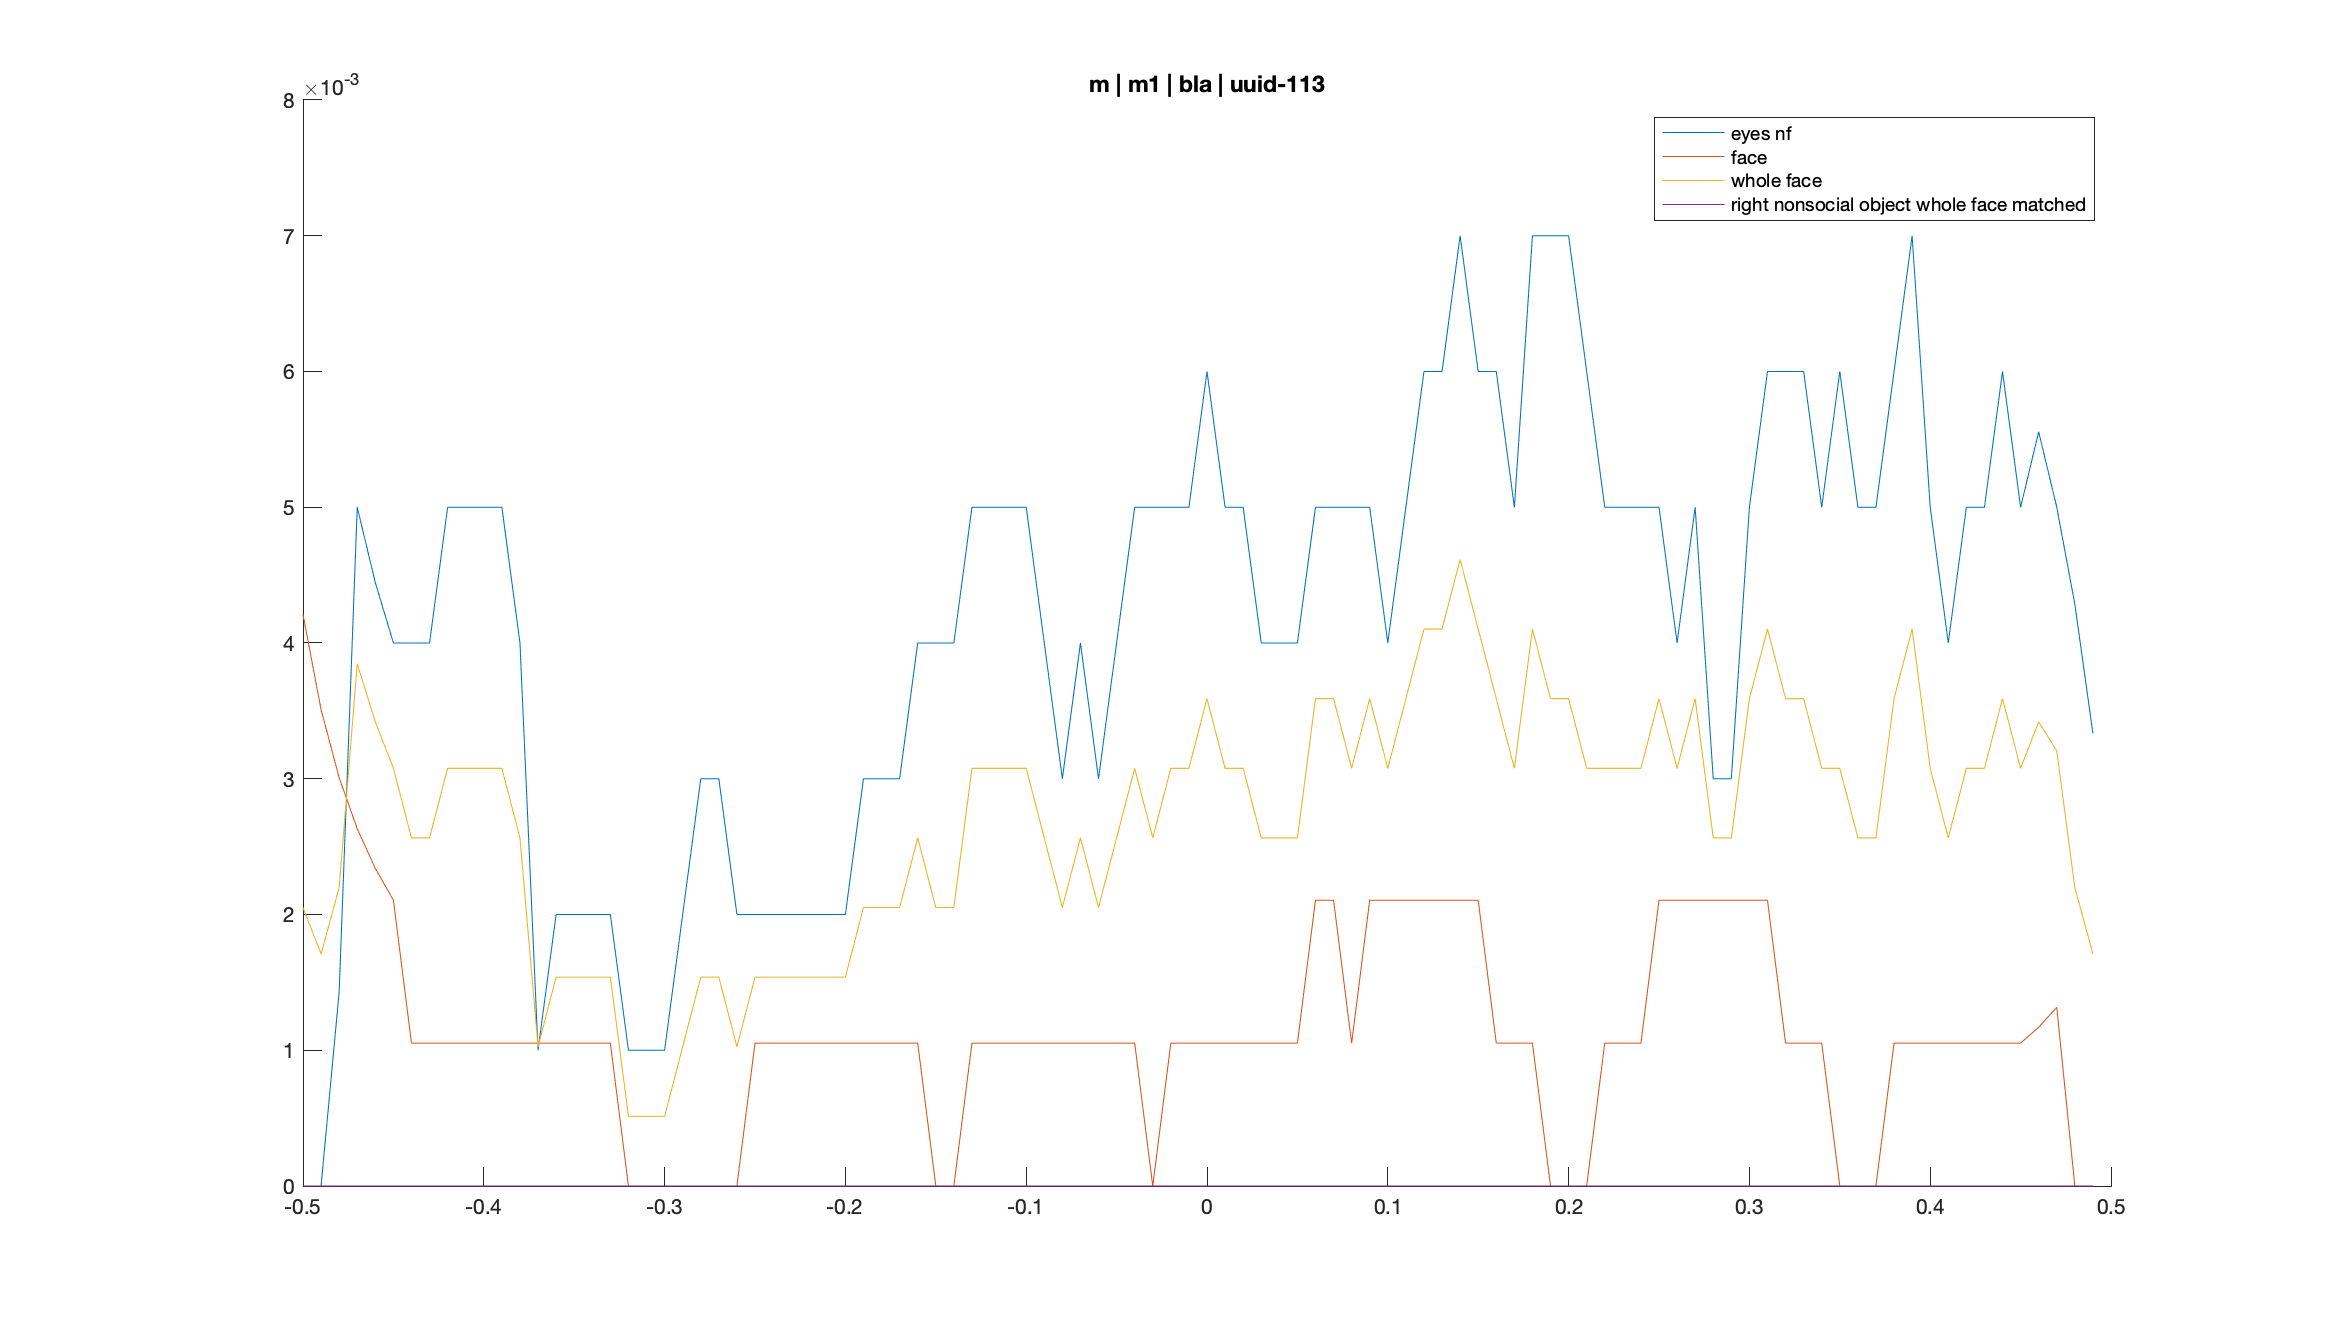 m | m1 | bla | uuid-113
×10-3
eyes nf
face
whole face
right nonsocial object whole face matched
8
7
6
5
4
3
2
1
0
-0.5 -0.4 -0.3 -0.2 -0.1 0 0.1 0.2 0.3 0.4 0.5